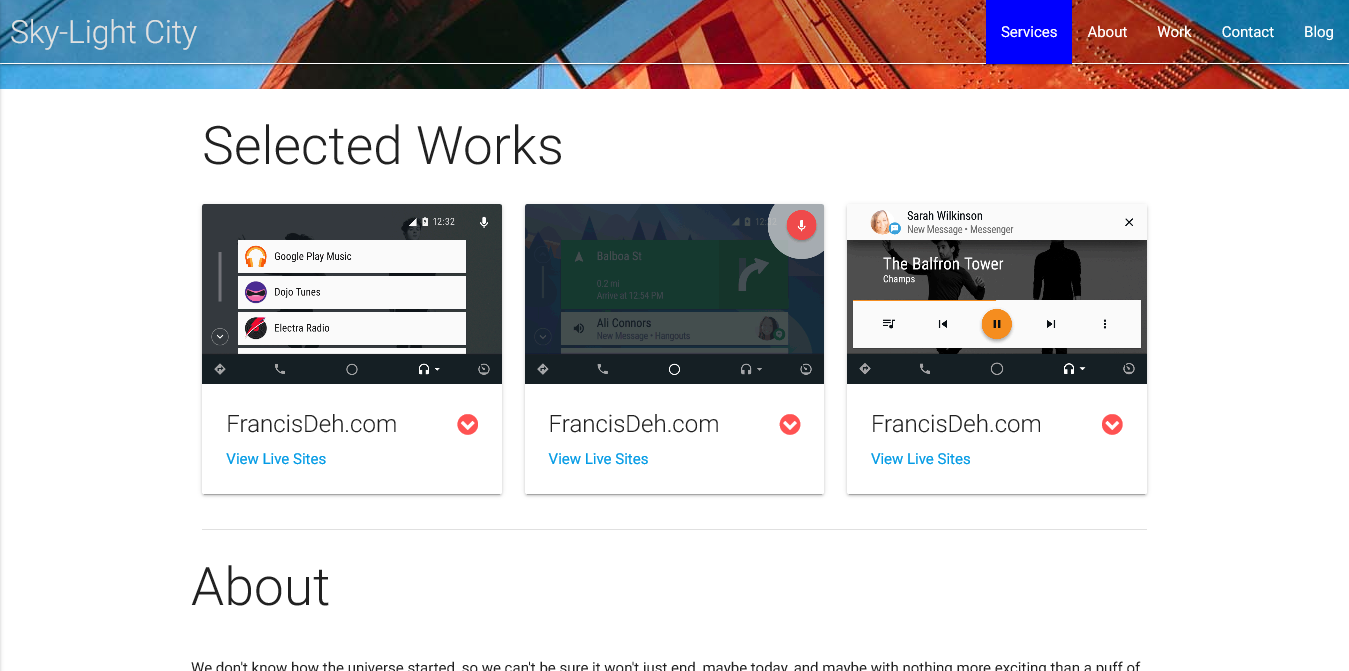 Sky-Light City
Services About Work Contact Blog
Selected Works
12:32
Google Play Music
Dojo Tunes
Electra Radio
FrancisDeh.com
View Live Sites
Balboa St
0.2 mi
Arrive at 12:54 PM
Ali Connors
New Message • Hangouts
FrancisDeh.com
View Live Sites
Sarah Wilkinson
New Message • Messenger
The Balfron Tower
Champs
FrancisDeh.com
View Live Sites
About
We don't know how the universe started, so we can't be sure it won't just end, maybe today, and maybe with nothing more exciting than a puff of